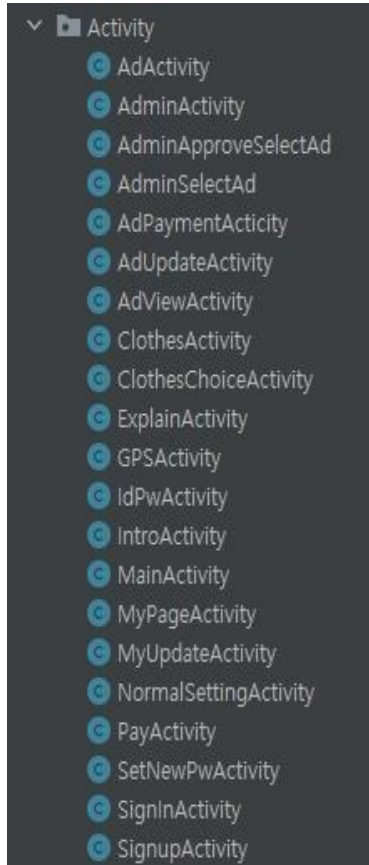 Activity
AdActivity
AdminActivity
AdminApproveSelectAd
AdminSelectAd
AdPaymentActicity
AdUpdateActivity
AdViewActivity
ClothesActivity
ClothesChoiceActivity
ExplainActivity
GPSActivity
IdPwActivity
IntroActivity
MainActivity
MyPageActivity
MyUpdateActivity
NormalSettingActivity
PayActivity
SetNewPwActivity
SignInActivity
SignupActivity